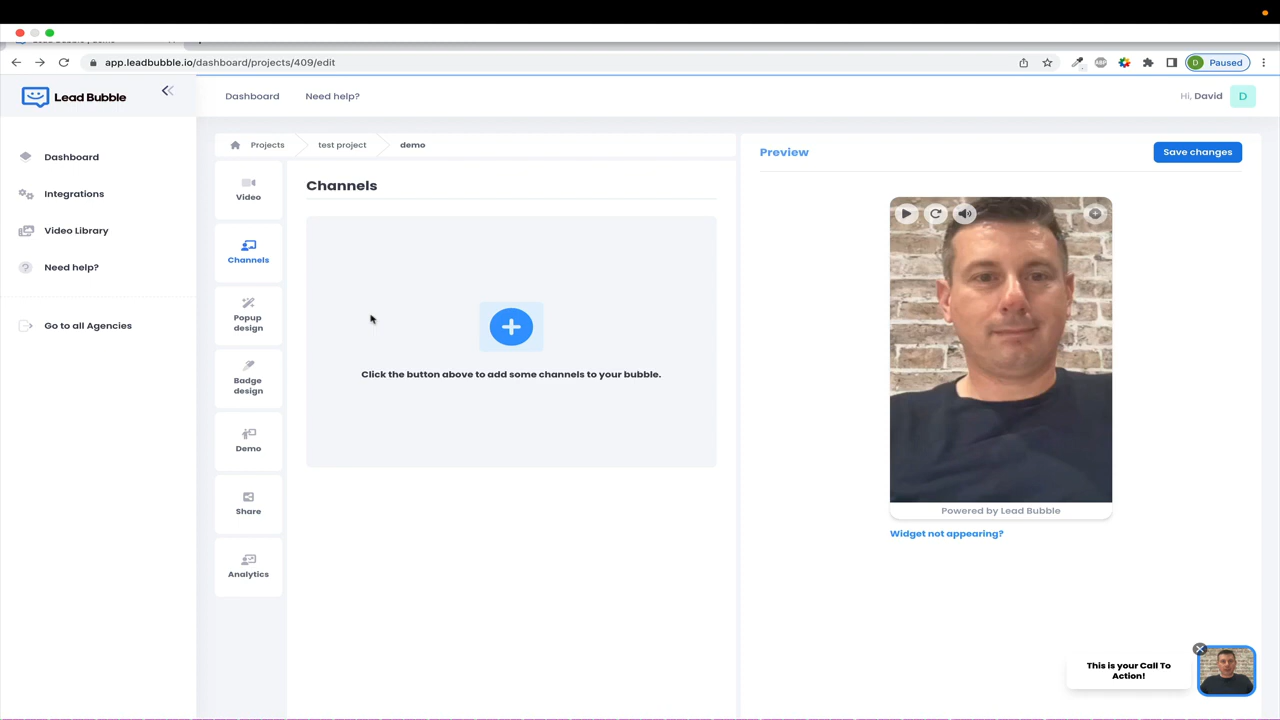 app.leadbubble.io/dashboard/projects/409/edit
ABP
D
Paused
Lead Bubble
Dashboard
Need help?
Hi, David
D
Dashboard
Integrations
Video Library
Need help?
Go to all Agencies
Projects
test project
demo
Video
Channels
Popup
design
Badge
design
Demo
Share
Analytics
Channels
Click the button above to add some channels to your bubble.
Preview
Save changes
Powered by Lead Bubble
Widget not appearing?
This is your Call To
Action!